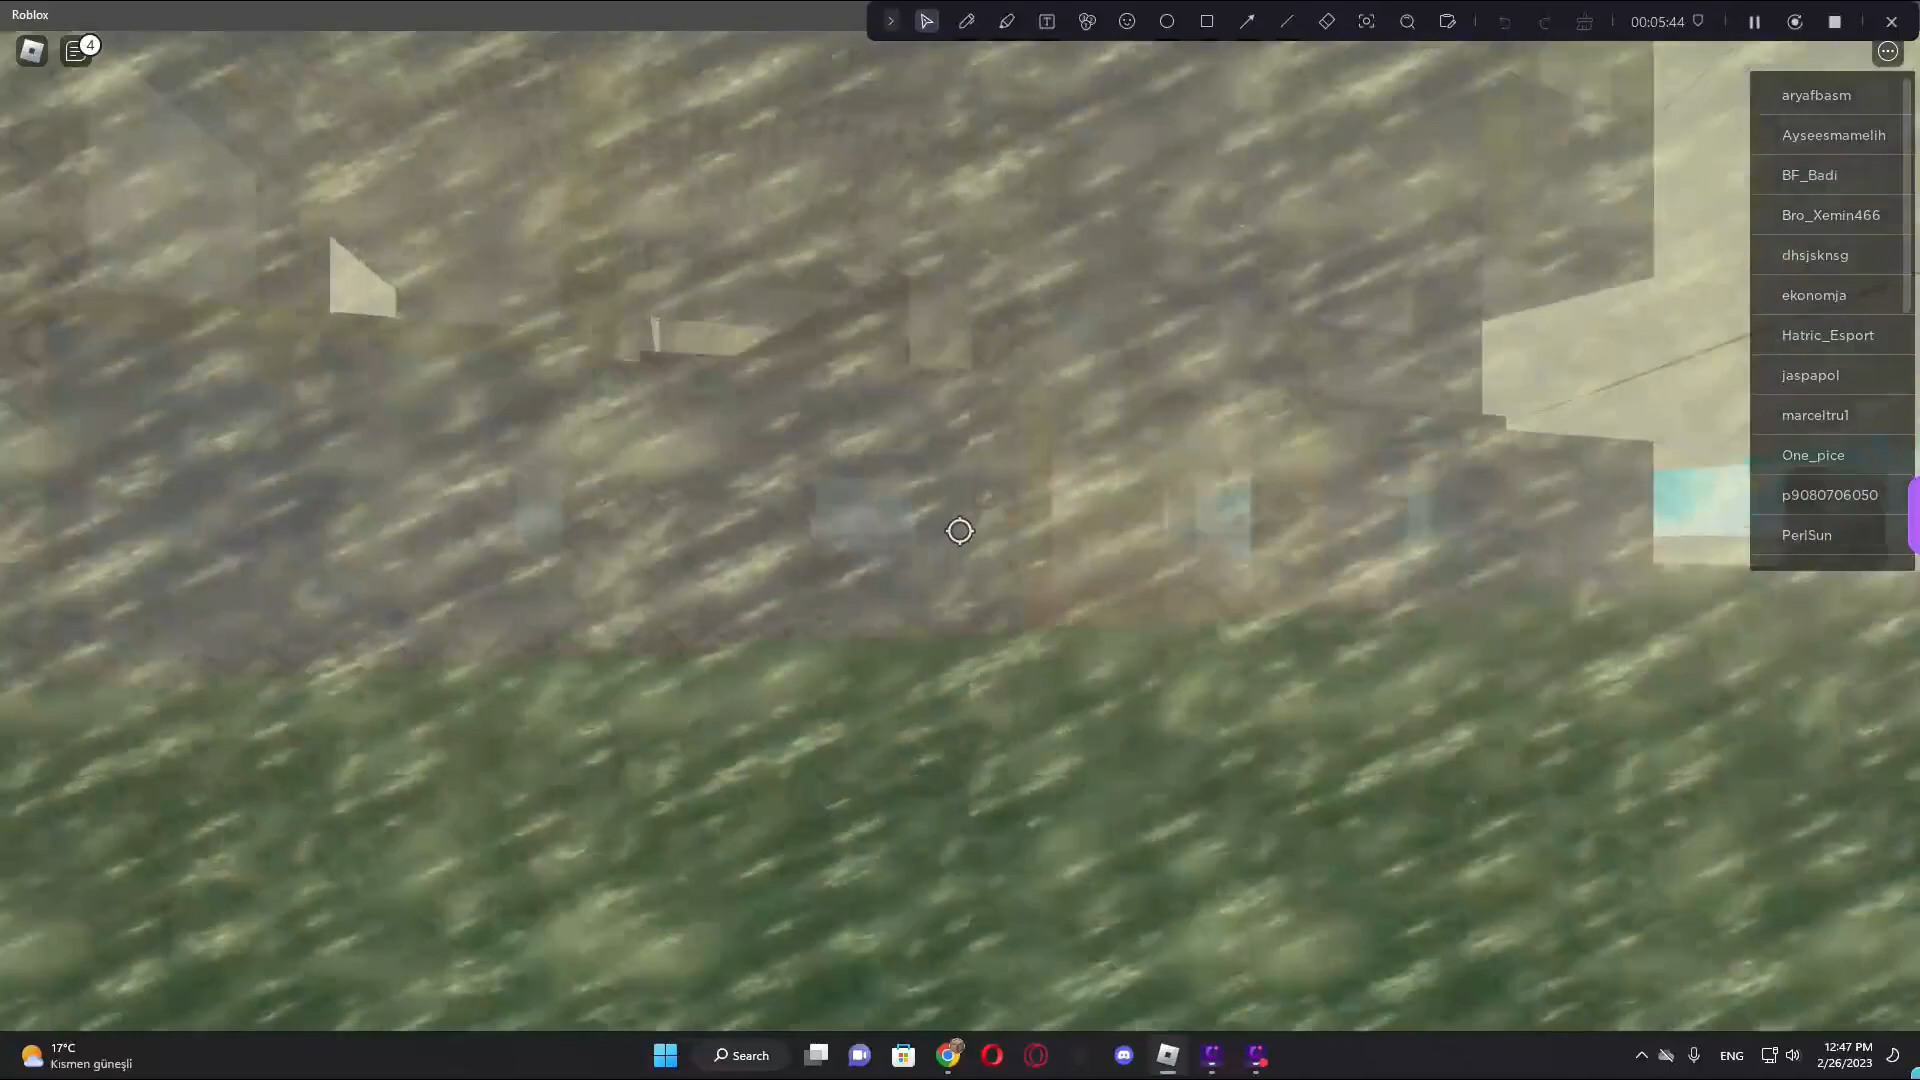 Roblox
00:05:44
4
aryafbasm
Ayseesmamelih
BF_Badi
Bro_Xemin466
dhsjsknsg
ekonomja
Hatric_Esport
jaspapol
marceltru1
One_pice
p9080706050
PerlSun
17°C
Kısmen güneşli
Search
ENG
12:47 PM
2/26/2023